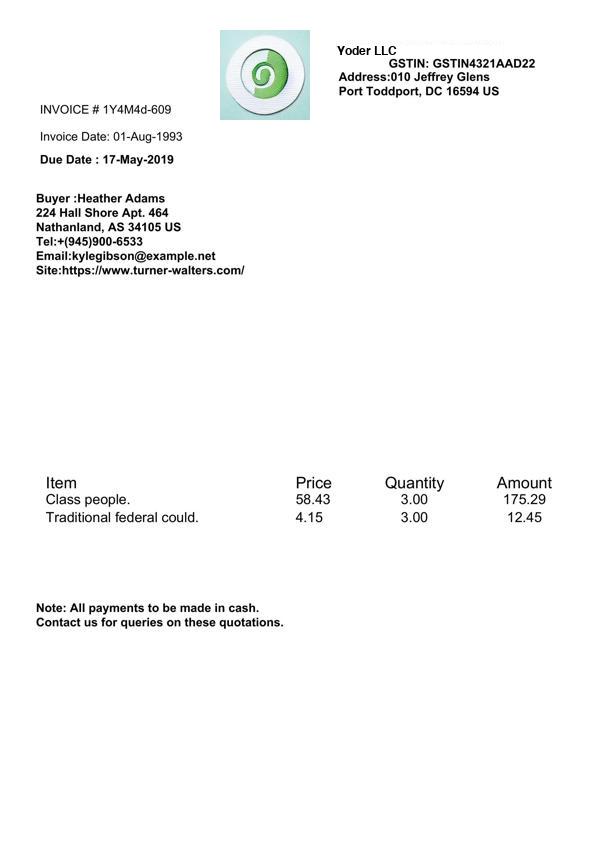 Yoder LLC
GSTIN: GSTIN4321AAD22
Address:010 Jeffrey Glens
Port Toddport, DC 16594 US
INVOICE # 1Y4M4d-609
Invoice Date: 01-Aug-1993
Due Date : 17-May-2019
Buyer :Heather Adams
224 Hall Shore Apt. 464
Nathanland, AS 34105 US
Tel:+(945)900-6533
Email:kylegibson@example.net
Site:https://www.turner-walters.com/
Item Price Quantity Amount
Class people. 58.43 3.00 175.29
Traditional federal could. 4.15 3.00 12.45
Note: All payments to be made in cash.
Contact us for queries on these quotations.